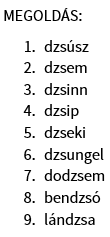 MEGOLDÁS:
1. dzsúsz
2. dzsem
3. dzsinn
4. dzsip
5. dzseki
6. dzsungel
7. dodzsem
8. bendzsó
9. lándzsa